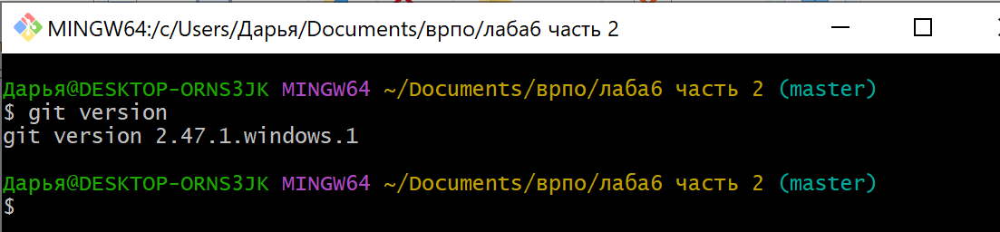 MINGW64:/c/Users/Дарья/Documents/врпо/лаба6 часть 2
Дарья@DESKTOP-ORNS3JK MINGW64 ~/Documents/врпо/лаба6 часть 2 (master)
$ git version
git version 2.47.1.windows.1
Дарья@DESKTOP-ORNS3JK MINGW64 ~/Documents/врпо/лаба6 часть 2 (master)
$